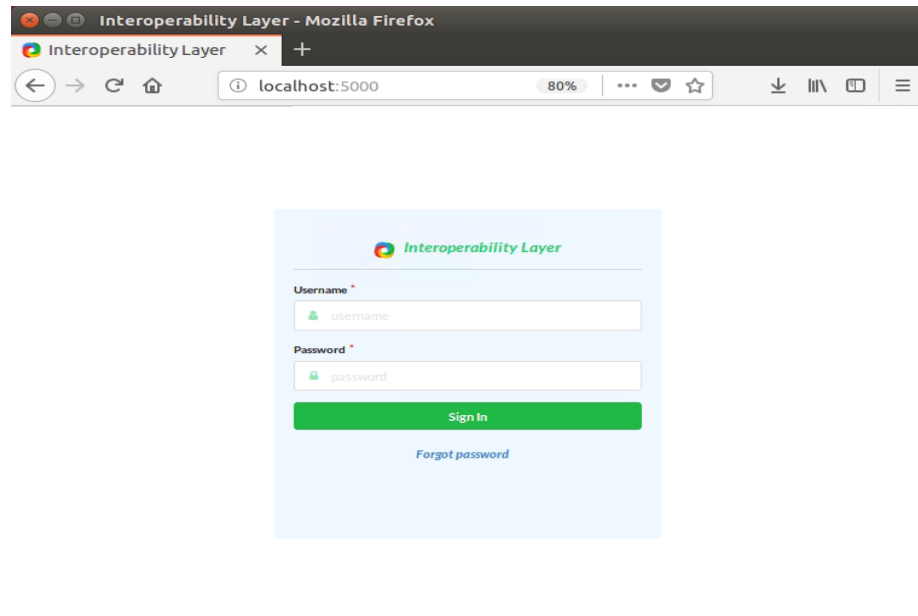 Interoperability Layer - Mozilla Firefox
Interoperability Layer
localhost:5000 80%
Interoperability Layer
Username *
username
Password *
password
Sign In
Forgot password